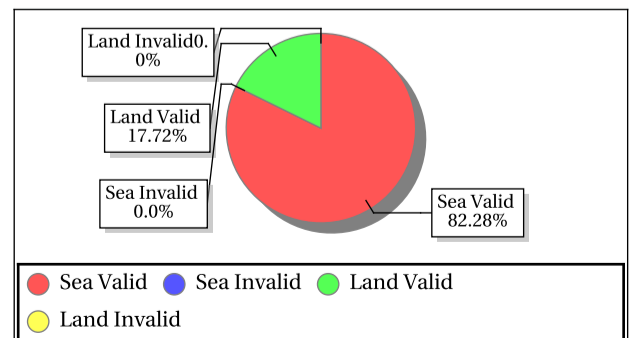 Land Invalid0.
0%
Land Valid
17.72%
Sea Invalid
0.0%
Sea Valid
82.28%
Sea Valid Sea Invalid Land Valid
Land Invalid